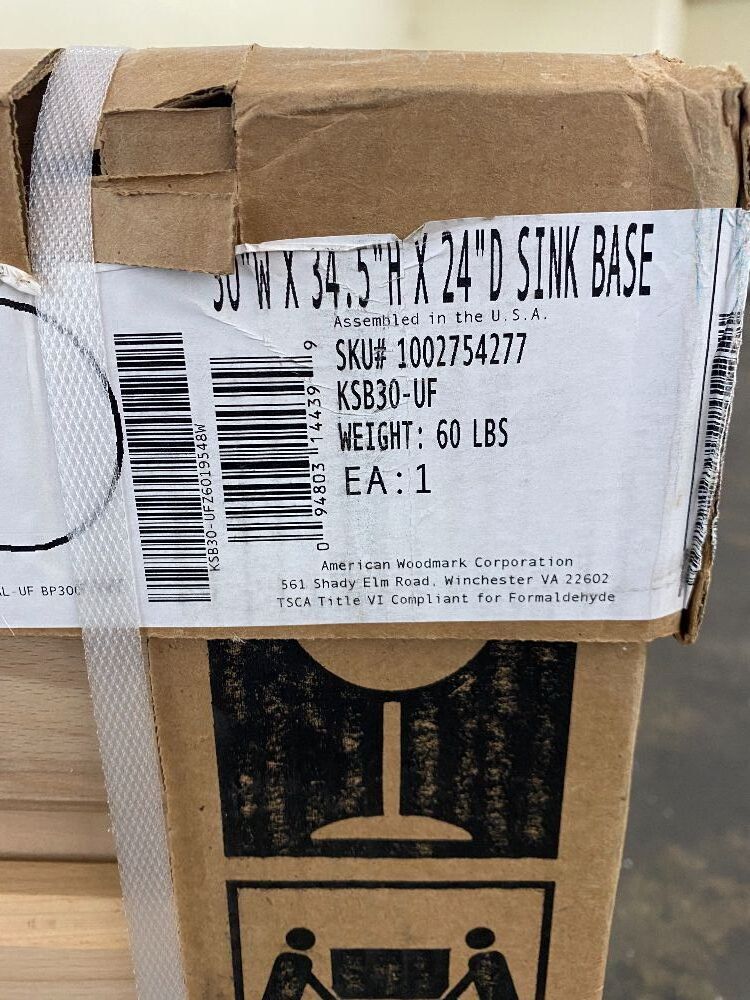 30"W X 34.5"H X 24"D SINK BASE
Assembled in the U.S.A.
SKU# 1002754277
KSB30-UF
WEIGHT: 60 LBS
EA:1
KSB30-UFZ6019548W
0 94803 14439 9
American Woodmark Corporation
561 Shady Elm Road, Winchester VA 22602
TSCA Title VI Compliant for Formaldehyde